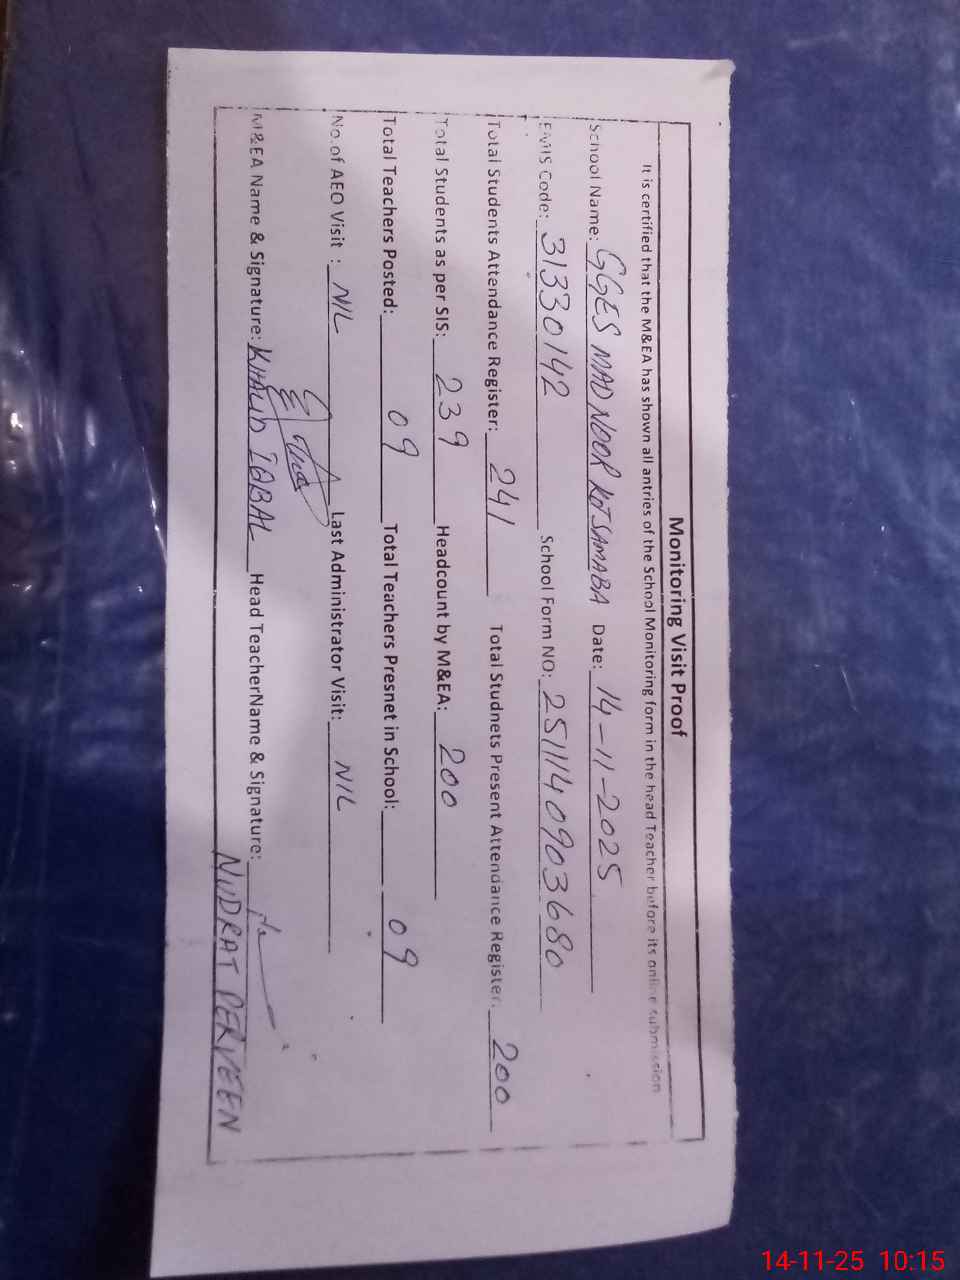 Monitoring Visit Proof
It is certified that the M&EA has shown all antries of the School Monitoring form in the head Teacher before its online submission
School Name: GGES MAD NOOR KOT SAMABA Date: 14-11-2025
EMIS Code: 31330142 School Form NO: 2511140903680
Total Students Attendance Register: 241 Total Studnets Present Attendance Register: 200
Total Students as per SIS: 239 Headcount by M&EA: 200
Total Teachers Posted: 09 Total Teachers Presnet in School: 09
No.of AEO Visit : NIL Last Administrator Visit: NIL
M&EA Name & Signature: KHALID IQBAL Head TeacherName & Signature:
NUDRAT PERVEEN
14-11-25 10:15